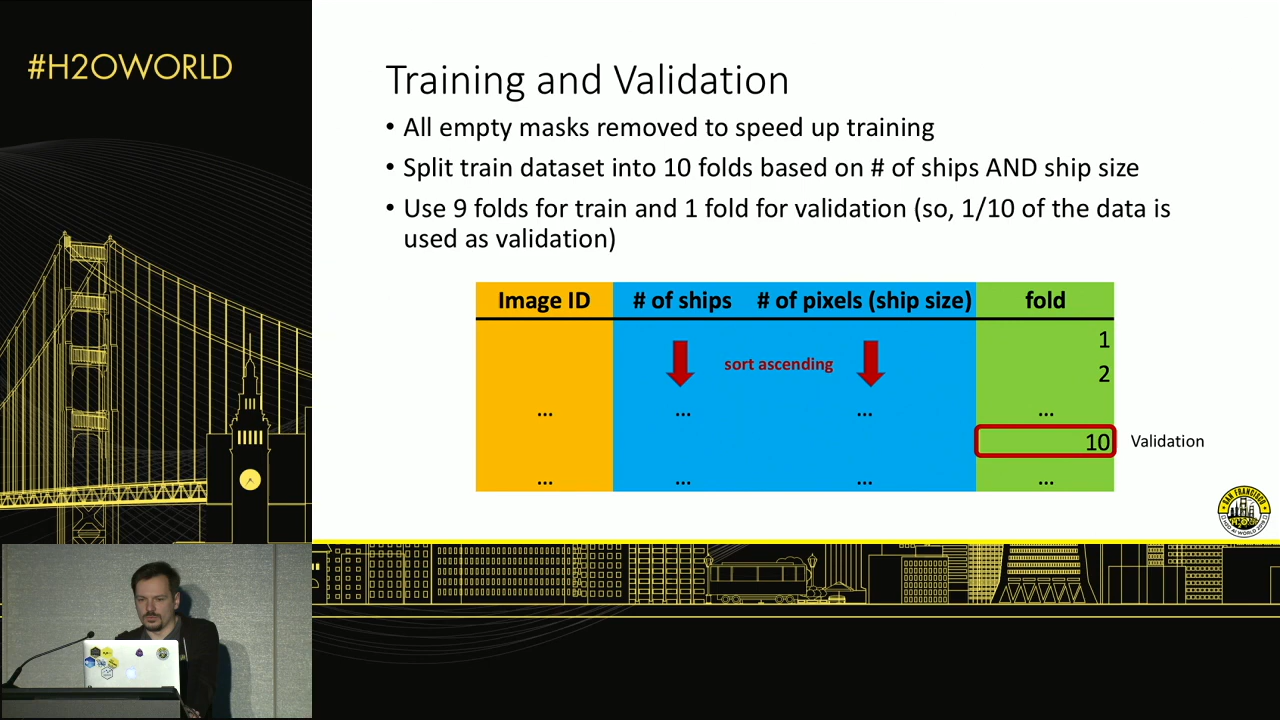 #H2OWORLD
Training and Validation
• All empty masks removed to speed up training
• Split train dataset into 10 folds based on # of ships AND ship size
• Use 9 folds for train and 1 fold for validation (so, 1/10 of the data is
used as validation)
Image ID # of ships # of pixels (ship size) fold
1
sort ascending
2
... ... ... ...
10 Validation
... ... ... ...
SAN FRANCISCO